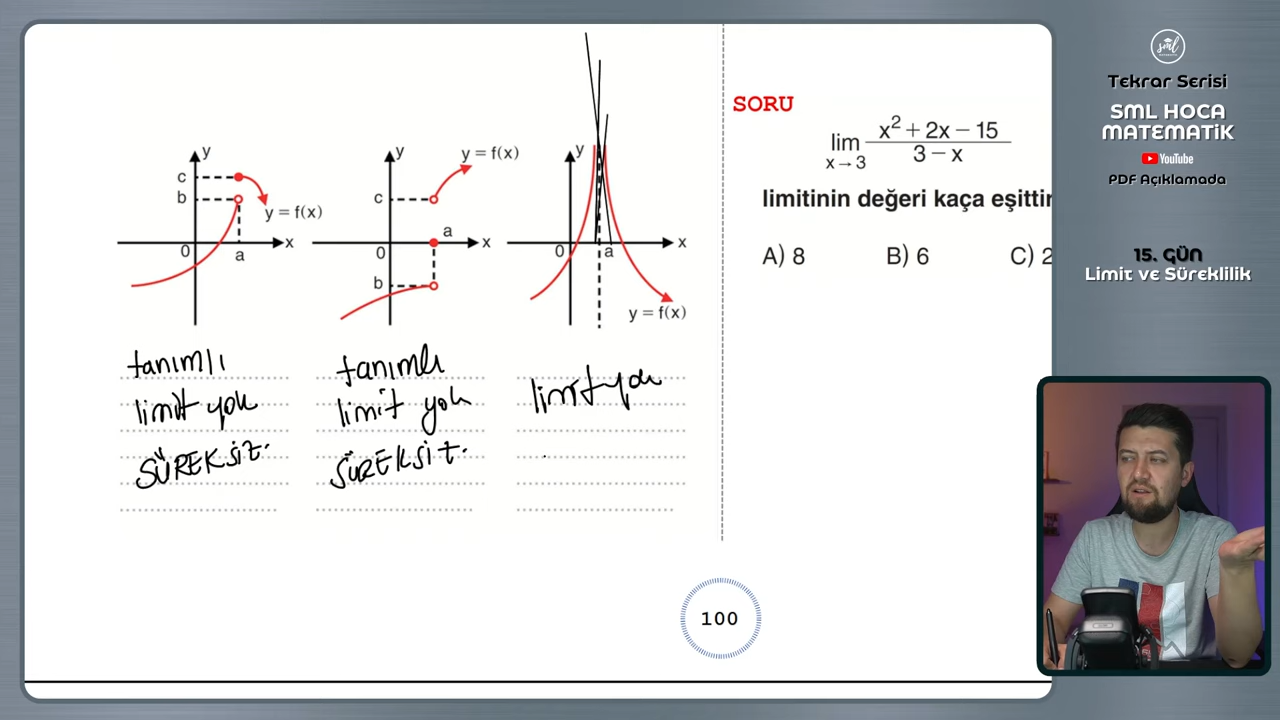 y
c
b
y = f(x)
0
a
x
tanımlı
limit yok
SÜREKSİZ.
y
y = f(x)
c
a
0
x
b
tanımlı
limit yok
SÜREKSİZ.
y
0
a
x
y = f(x)
limit yok
SORU
lim x→3 x² + 2x − 15 / 3 − x
limitinin değeri kaça eşittir
A) 8 B) 6 C) 2
100
sml
Tekrar Serisi
SML HOCA
MATEMATİK
YouTube
PDF Açıklamada
15. GÜN
Limit ve Süreklilik